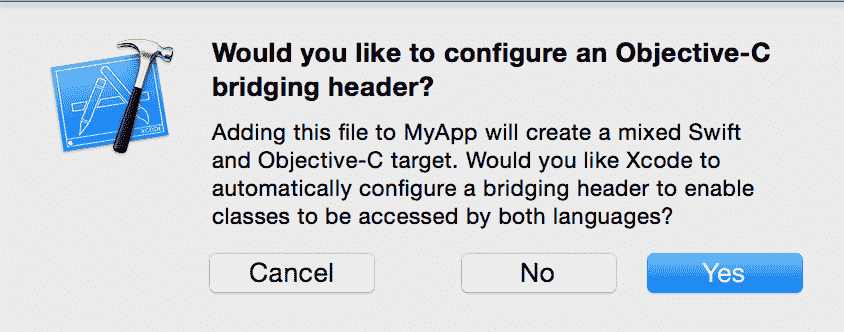 Would you like to configure an Objective-C
bridging header?
Adding this file to MyApp will create a mixed Swift
and Objective-C target. Would you like Xcode to
automatically configure a bridging header to enable
classes to be accessed by both languages?
Cancel No Yes
XCODE